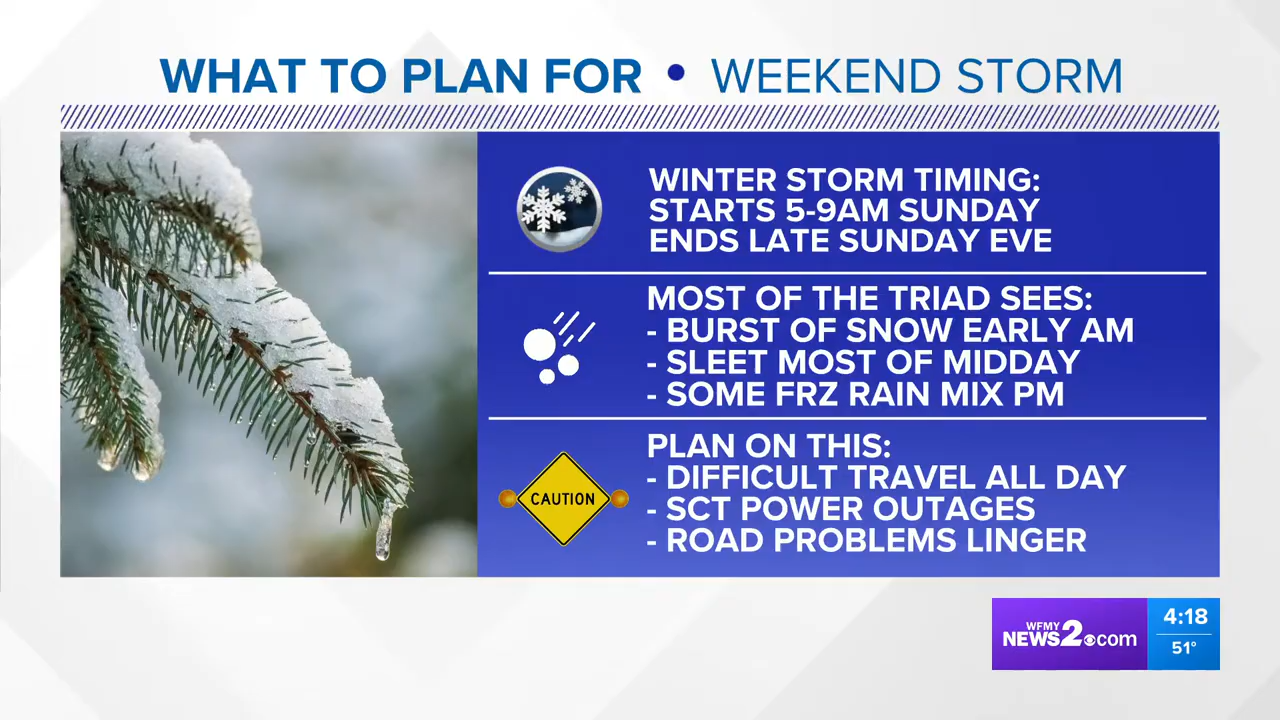 WHAT TO PLAN FOR • WEEKEND STORM
WINTER STORM TIMING:
STARTS 5-9AM SUNDAY
ENDS LATE SUNDAY EVE
MOST OF THE TRIAD SEES:
- BURST OF SNOW EARLY AM
- SLEET MOST OF MIDDAY
- SOME FRZ RAIN MIX PM
CAUTION
PLAN ON THIS:
- DIFFICULT TRAVEL ALL DAY
- SCT POWER OUTAGES
- ROAD PROBLEMS LINGER
WFMY
NEWS 2 com
4:18
51°